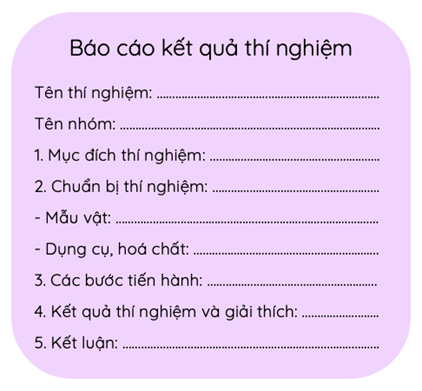 Báo cáo kết quả thí nghiệm
Tên thí nghiệm: ....................................................
Tên nhóm: .............................................................
1. Mục đích thí nghiệm: ........................................
2. Chuẩn bị thí nghiệm: .......................................
- Mẫu vật: ..............................................................
- Dụng cụ, hoá chất: ............................................
3. Các bước tiến hành: ........................................
4. Kết quả thí nghiệm và giải thích: ..................
5. Kết luận: ............................................................